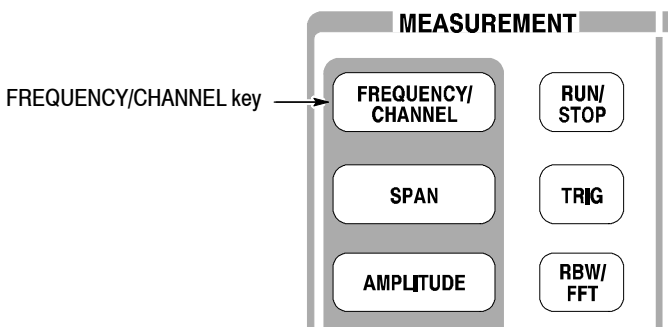 MEASUREMENT
FREQUENCY/CHANNEL key
FREQUENCY/
CHANNEL
RUN/
STOP
SPAN
TRIG
AMPLITUDE
RBW/
FFT